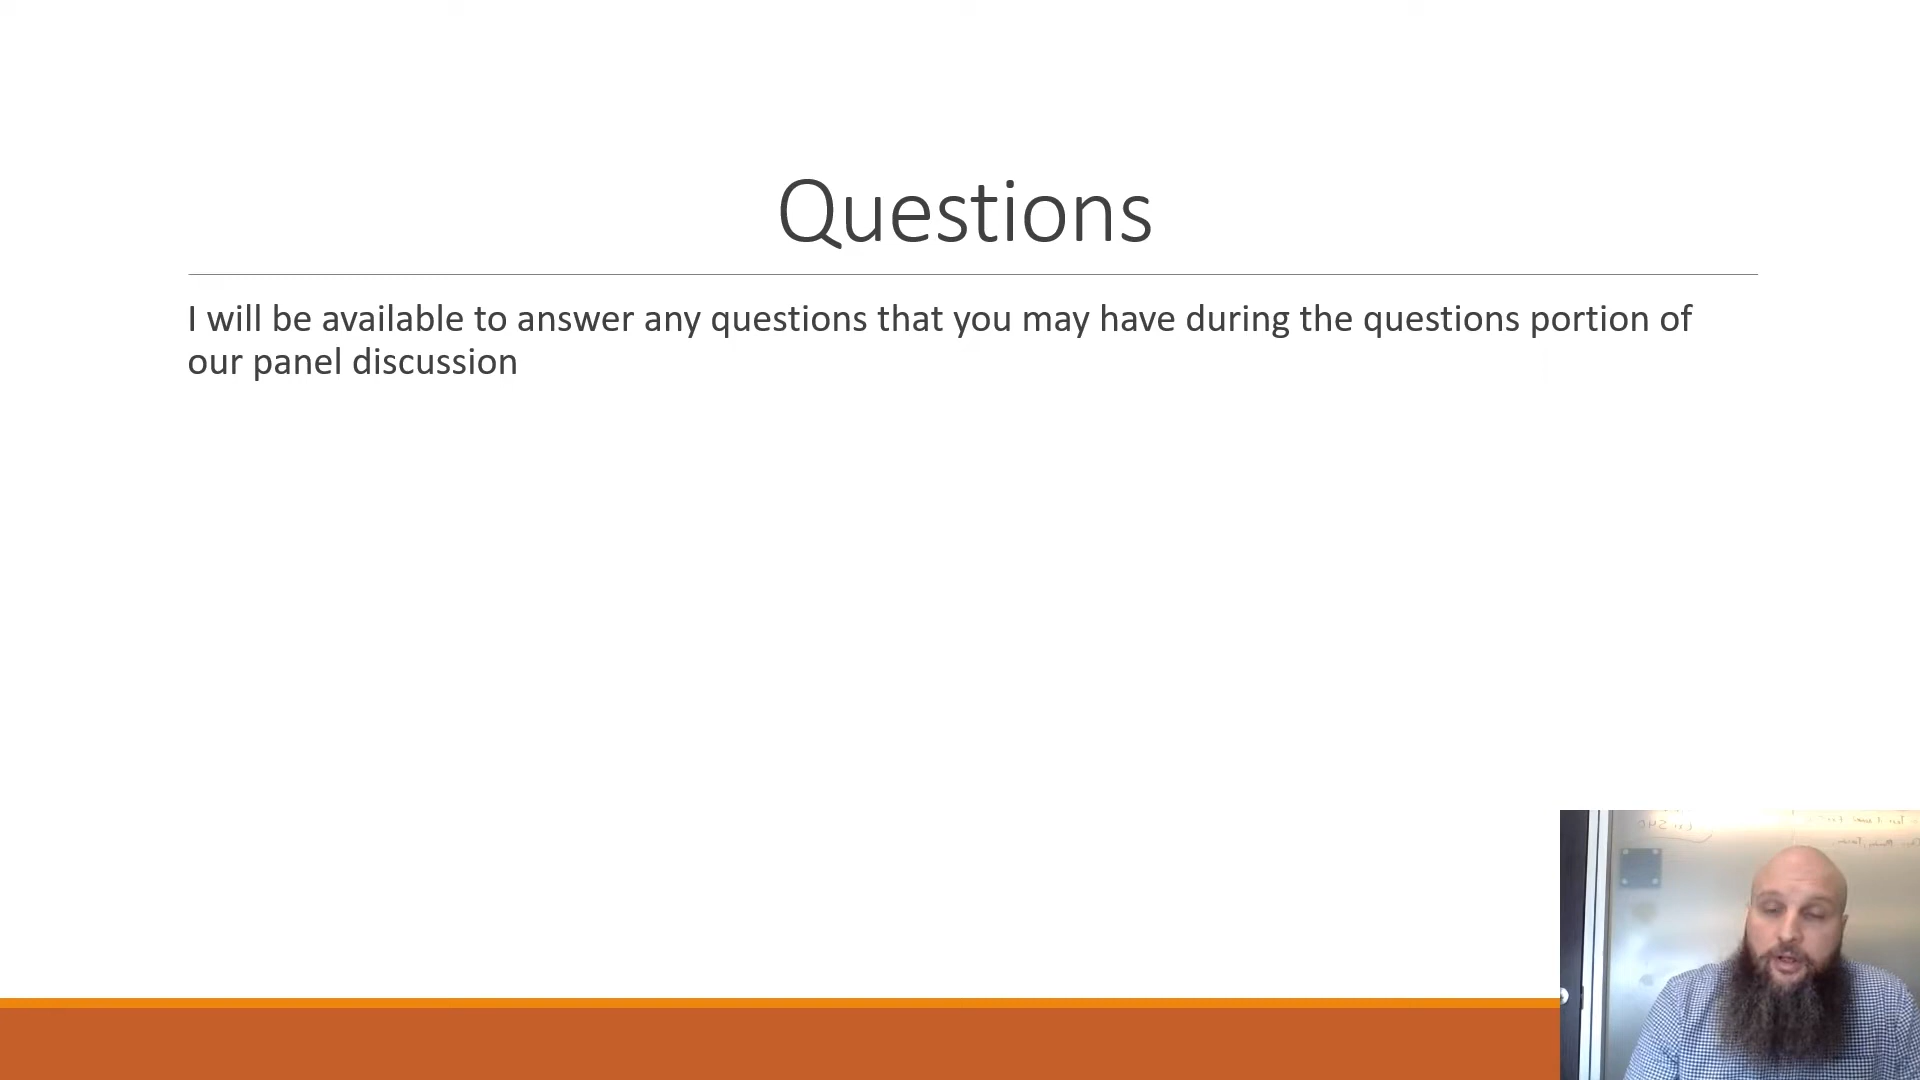 Questions
I will be available to answer any questions that you may have during the questions portion of
our panel discussion